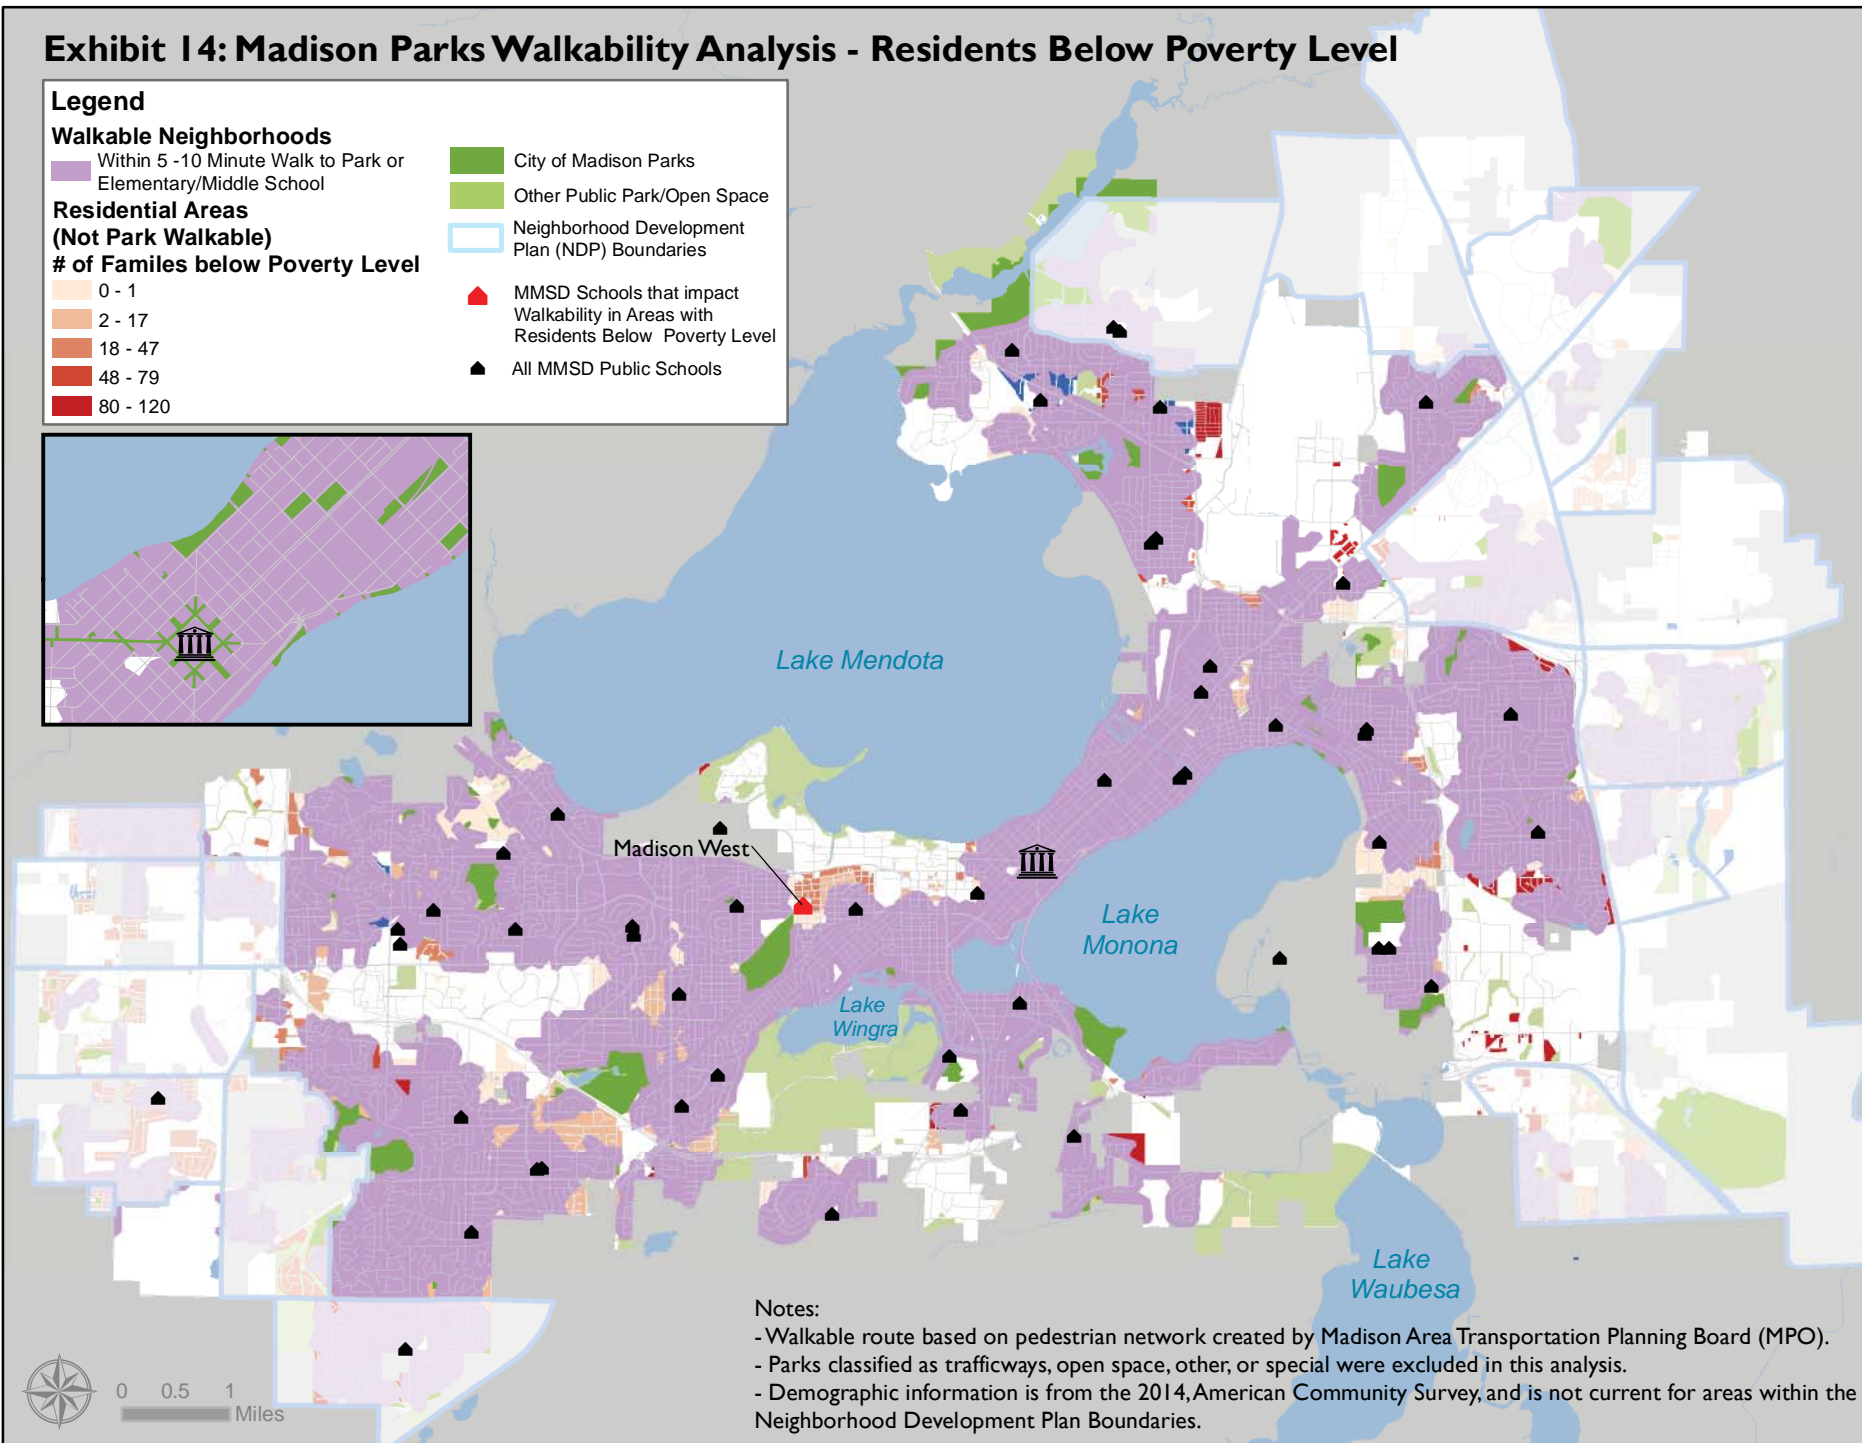 Exhibit 14: Madison Parks Walkability Analysis - Residents Below Poverty Level
Legend
Walkable Neighborhoods
Within 5 -10 Minute Walk to Park or
Elementary/Middle School
Residential Areas
(Not Park Walkable)
# of Familes below Poverty Level
0 - 1
2 - 17
18 - 47
48 - 79
80 - 120
City of Madison Parks
Other Public Park/Open Space
Neighborhood Development
Plan (NDP) Boundaries
MMSD Schools that impact
Walkability in Areas with
Residents Below Poverty Level
All MMSD Public Schools
Lake Mendota
Madison West
Lake
Monona
Lake
Wingra
Lake
Waubesa
Notes:
- Walkable route based on pedestrian network created by Madison Area Transportation Planning Board (MPO).
- Parks classified as trafficways, open space, other, or special were excluded in this analysis.
- Demographic information is from the 2014, American Community Survey, and is not current for areas within the
Neighborhood Development Plan Boundaries.
0 0.5 1
Miles